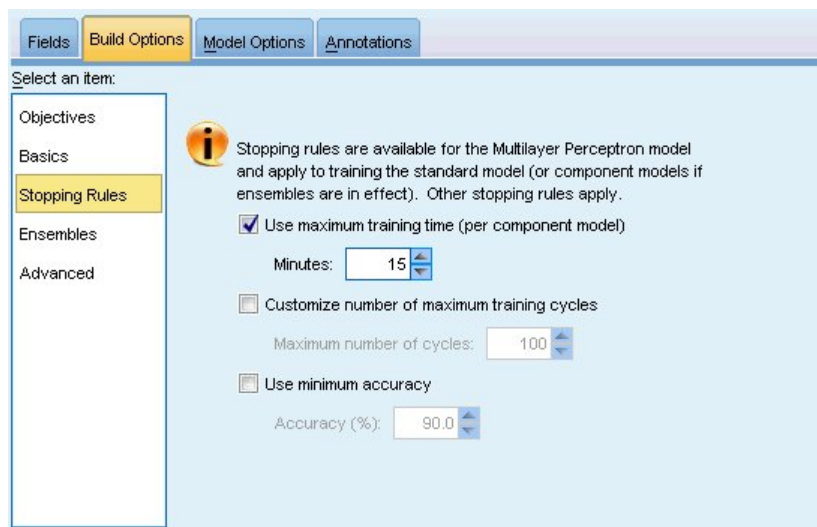 Fields Build Options Model Options Annotations
Select an item:
Objectives
Basics
Stopping Rules
Ensembles
Advanced
Stopping rules are available for the Multilayer Perceptron model
and apply to training the standard model (or component models if
ensembles are in effect). Other stopping rules apply.
Use maximum training time (per component model)
Minutes: 15
Customize number of maximum training cycles
Maximum number of cycles: 100
Use minimum accuracy
Accuracy (%): 90.0